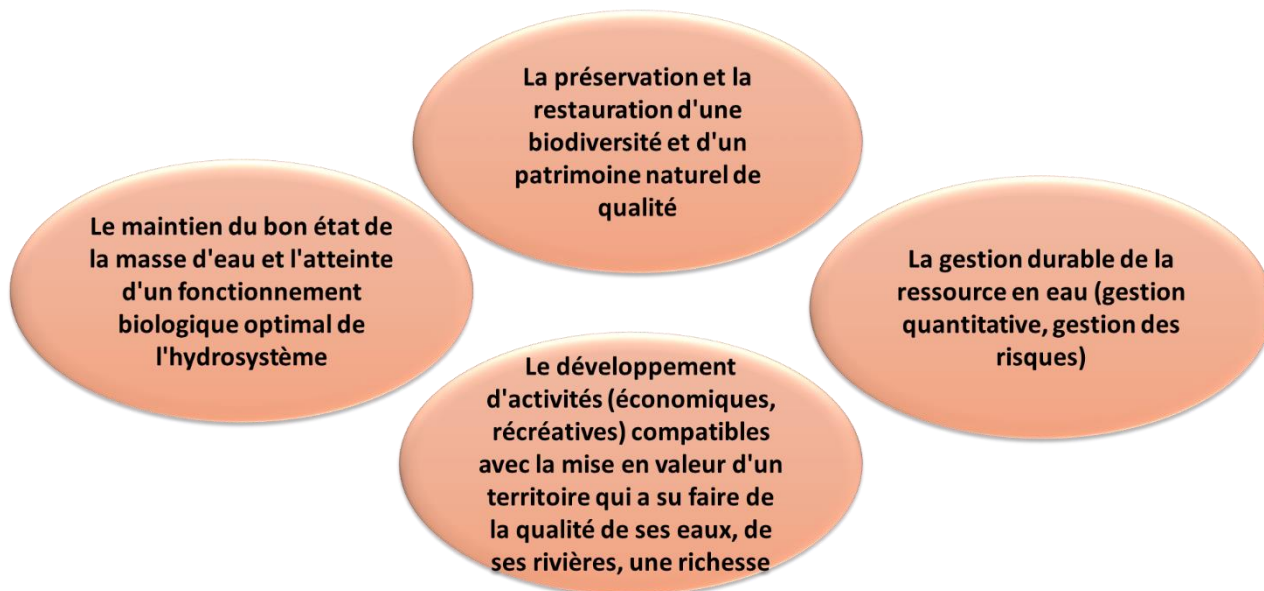 La préservation et la
restauration d'une
biodiversité et d'un
patrimoine naturel de
qualité
Le maintien du bon état de
la masse d'eau et l'atteinte
d'un fonctionnement
biologique optimal de
l'hydrosystème
La gestion durable de la
ressource en eau (gestion
quantitative, gestion des
risques)
Le développement
d'activités (économiques,
récréatives) compatibles
avec la mise en valeur d'un
territoire qui a su faire de
la qualité de ses eaux, de
ses rivières, une richesse